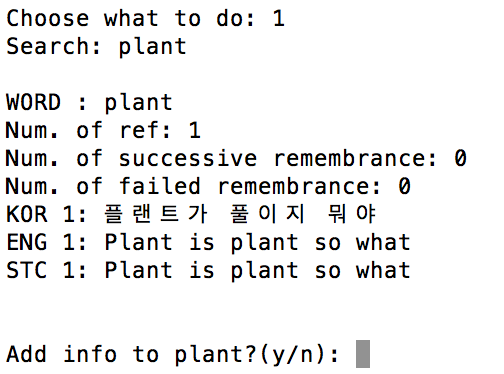 Choose what to do: 1
Search: plant
WORD : plant
Num. of ref: 1
Num. of successive remembrance: 0
Num. of failed remembrance: 0
KOR 1: 플랜트가 풀이지 뭐야
ENG 1: Plant is plant so what
STC 1: Plant is plant so what
Add info to plant?(y/n):